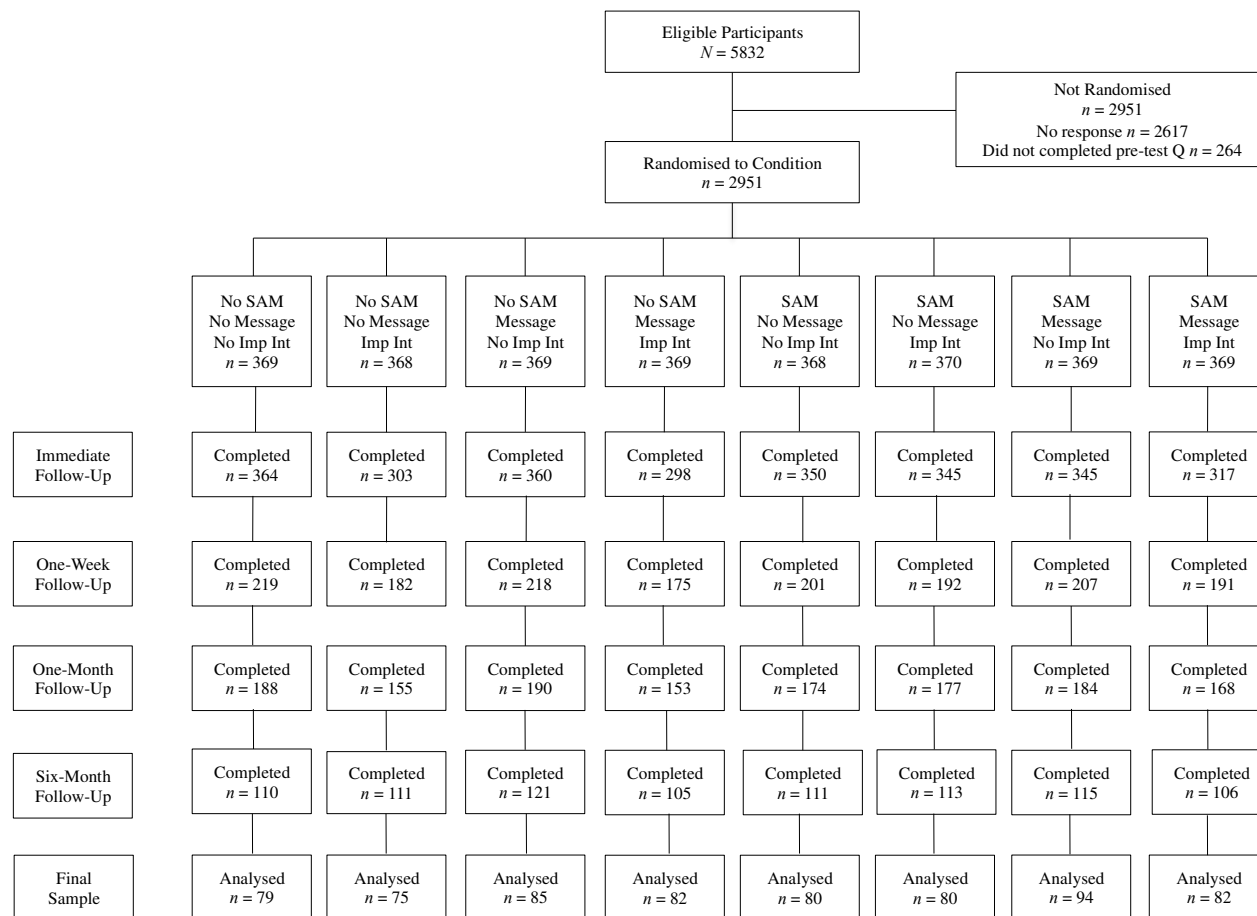 Eligible Participants
N = 5832
Not Randomised
n = 2951
No response n = 2617
Did not completed pre-test Q n = 264
Randomised to Condition
n = 2951
No SAM
No Message
No Imp Int
n = 369
No SAM
No Message
Imp Int
n = 368
No SAM
Message
No Imp Int
n = 369
No SAM
Message
Imp Int
n = 369
SAM
No Message
No Imp Int
n = 368
SAM
No Message
Imp Int
n = 370
SAM
Message
No Imp Int
n = 369
SAM
Message
Imp Int
n = 369
Immediate
Follow-Up
Completed
n = 364
Completed
n = 303
Completed
n = 360
Completed
n = 298
Completed
n = 350
Completed
n = 345
Completed
n = 345
Completed
n = 317
One-Week
Follow-Up
Completed
n = 219
Completed
n = 182
Completed
n = 218
Completed
n = 175
Completed
n = 201
Completed
n = 192
Completed
n = 207
Completed
n = 191
One-Month
Follow-Up
Completed
n = 188
Completed
n = 155
Completed
n = 190
Completed
n = 153
Completed
n = 174
Completed
n = 177
Completed
n = 184
Completed
n = 168
Six-Month
Follow-Up
Completed
n = 110
Completed
n = 111
Completed
n = 121
Completed
n = 105
Completed
n = 111
Completed
n = 113
Completed
n = 115
Completed
n = 106
Final
Sample
Analysed
n = 79
Analysed
n = 75
Analysed
n = 85
Analysed
n = 82
Analysed
n = 80
Analysed
n = 80
Analysed
n = 94
Analysed
n = 82